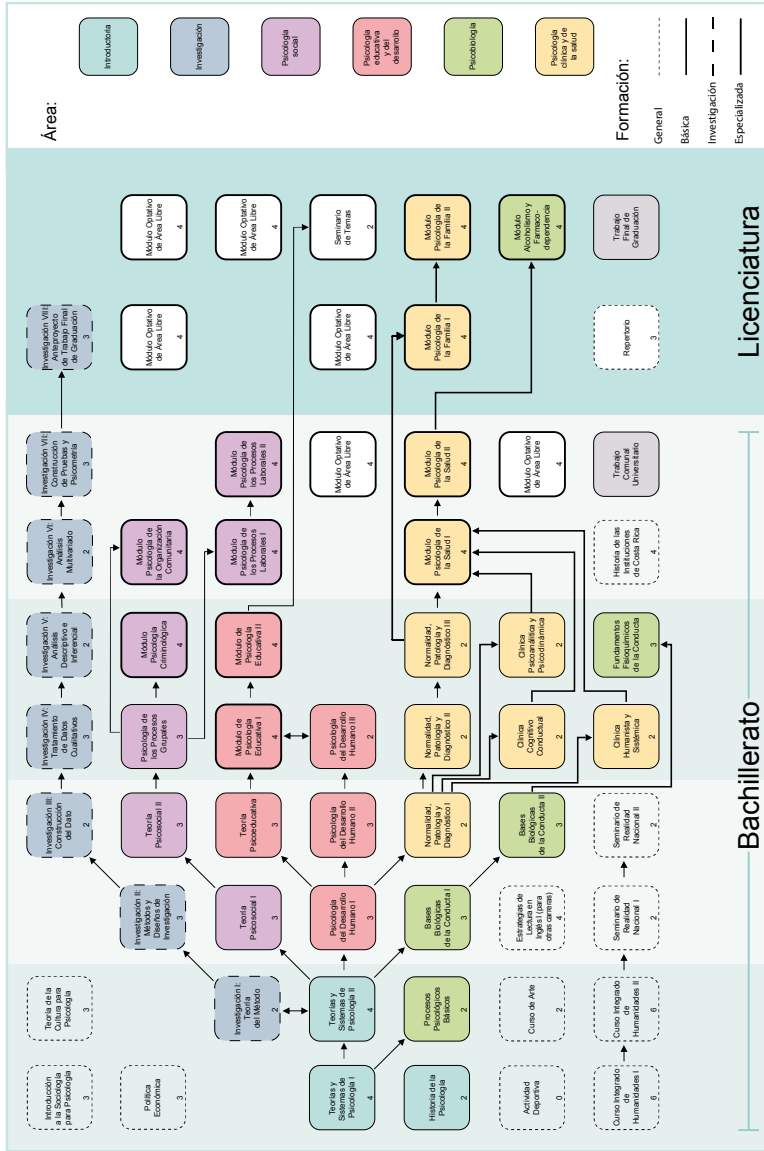 Introducción
a la Sociología
para Psicología
3
Política
Económica
3
Teorías y
Sistemas de
Psicología I
4
Historia de la
Psicología
2
Actividad
Deportiva
0
Curso Integrado
de
Humanidades I
6
Teoría de la
Cultura para
Psicología
3
Investigación I:
Teoría
del Método
2
Teorías y
Sistemas de
Psicología II
4
Procesos
Psicológicos
Básicos
2
Curso de Arte
2
Curso Integrado
de
Humanidades II
6
Investigación II:
Métodos y
Diseños de
Investigación
3
Teoría
Psicosocial I
3
Psicología
del Desarrollo
Humano I
3
Bases
Biológicas
de la Conducta I
3
Estrategias de
Lectura en
Inglés I (para
otras carreras)
4
Seminario de
Realidad
Nacional I
2
Investigación III:
Construcción
del Dato
2
Teoría
Psicosocial II
3
Teoría
Psicoeducativa
3
Psicología
del Desarrollo
Humano II
3
Normalidad,
Patología y
Diagnóstico I
2
Bases
Biológicas
de la Conducta II
3
Seminario de
Realidad
Nacional II
2
Investigación IV:
Tratamiento
de Datos
Cualitativos
3
Psicología de
los Procesos
Grupales
3
Módulo de
Psicología
Educativa I
4
Psicología
del Desarrollo
Humano III
2
Normalidad,
Patología y
Diagnóstico II
2
Clínica
Cognitivo
Conductual
2
Clínica
Humanista y
Sistémica
2
Investigación V:
Análisis
Descriptivo e
Inferencial
2
Módulo
Psicología
Criminológica
4
Módulo de
Psicología
Educativa II
4
Normalidad,
Patología y
Diagnóstico III
2
Clínica
Psicoanalítica y
Psicodinámica
2
Fundamentos
Fisioquímicos
de la Conducta
3
Investigación VI:
Análisis
Multivariado
2
Módulo
Psicología de
la Organización
Comunitaria
4
Módulo
Psicología de
los Procesos
Laborales I
4
Módulo
Psicología de
la Salud I
4
Historia de las
Instituciones
de Costa Rica
4
Investigación VII:
Construcción
de Pruebas y
Psicometría
3
Módulo
Psicología de
los Procesos
Laborales II
4
Módulo Optativo
de Área Libre
4
Módulo
Psicología de
la Salud II
4
Módulo Optativo
de Área Libre
4
Trabajo
Comunal
Universitario
Investigación VIII:
Anteproyecto
de Trabajo Final
de Graduación
3
Módulo Optativo
de Área Libre
4
Módulo Optativo
de Área Libre
4
Módulo
Psicología de
la Familia I
4
Repertorio
3
Módulo Optativo
de Área Libre
4
Módulo Optativo
de Área Libre
4
Seminario
de Temas
2
Módulo
Psicología de
la Familia II
4
Módulo
Alcoholismo y
Farmaco-
dependencia
4
Trabajo
Final de
Graduación
Bachillerato
Licenciatura
Área:
Introductoria
Investigación
Psicología
social
Psicología
educativa
y del
desarrollo
Psicobiología
Psicología
clínica y de
la salud
Formación:
General
Básica
Investigación
Especializada